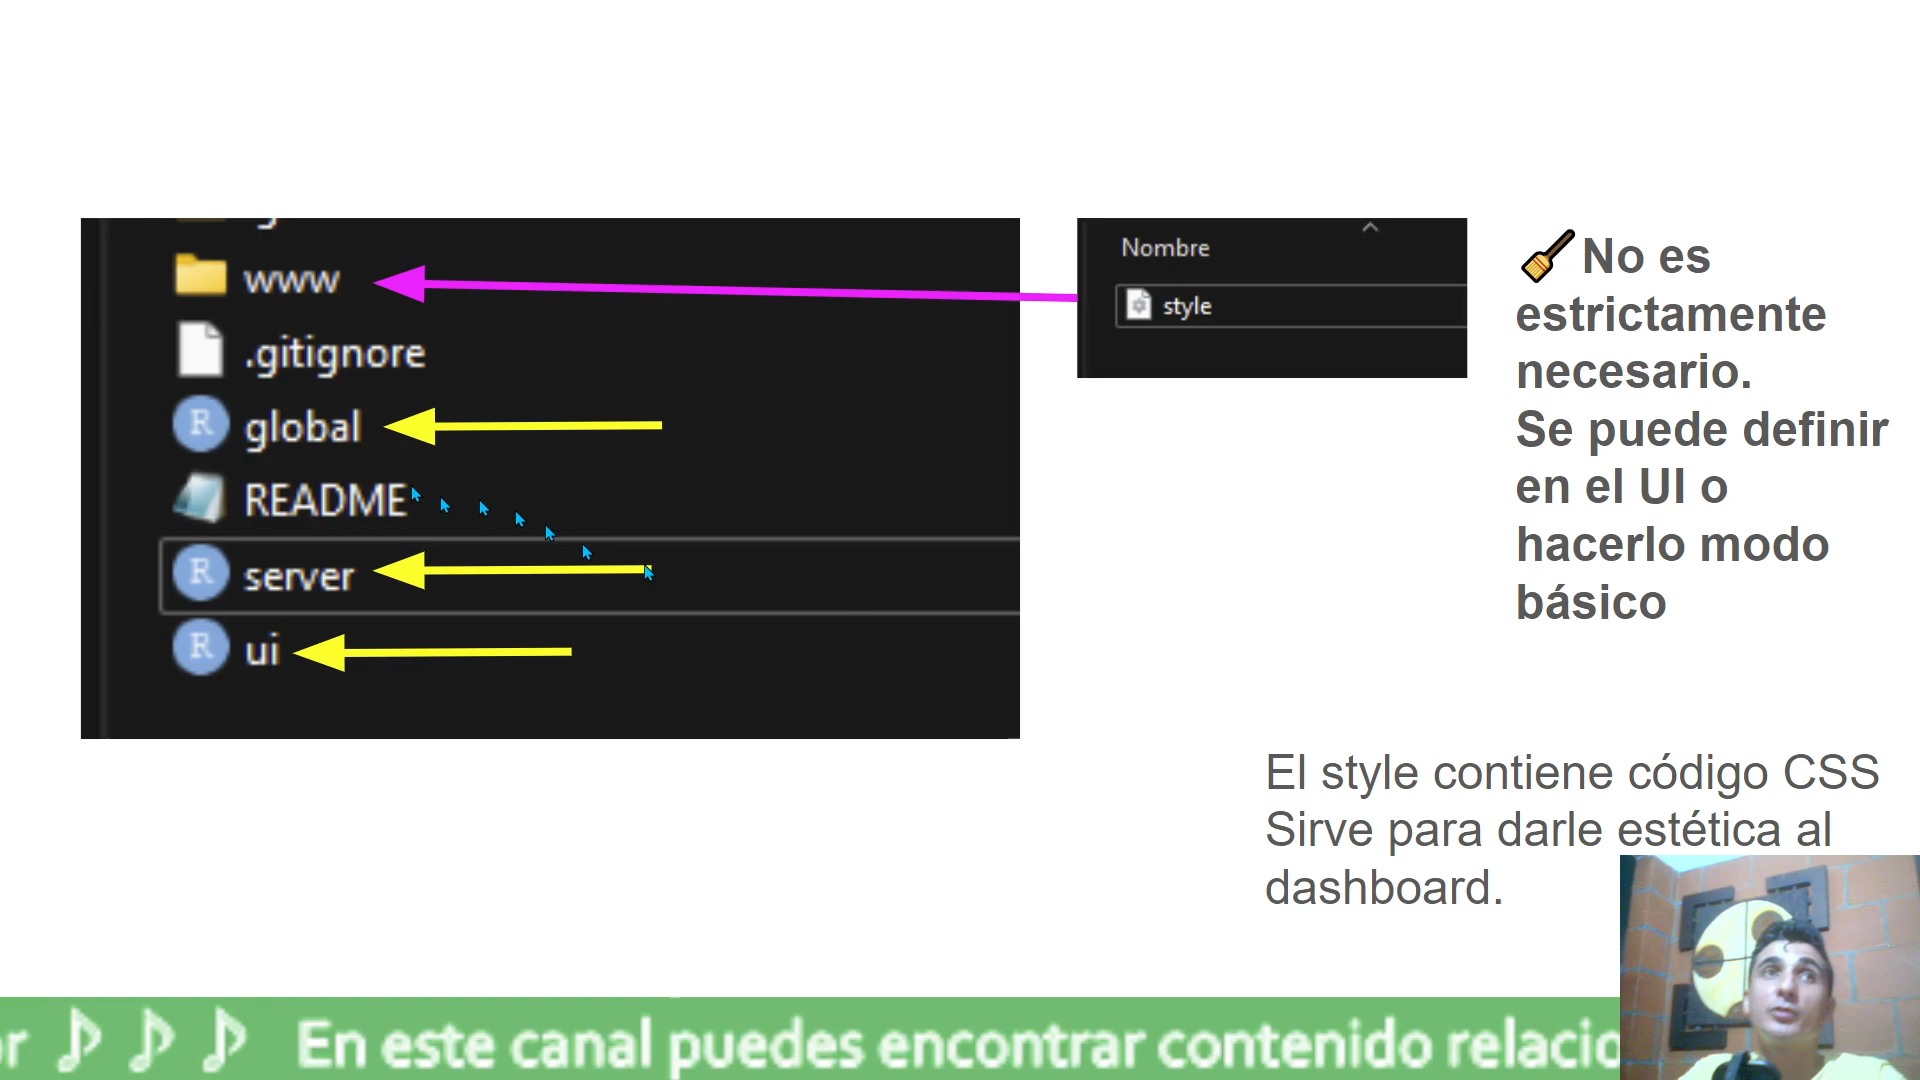 www
.gitignore
global
README
server
ui
Nombre
style
No es
estrictamente
necesario.
Se puede definir
en el UI o
hacerlo modo
básico
El style contiene código CSS
Sirve para darle estética al
dashboard.
En este canal puedes encontrar contenido relacio